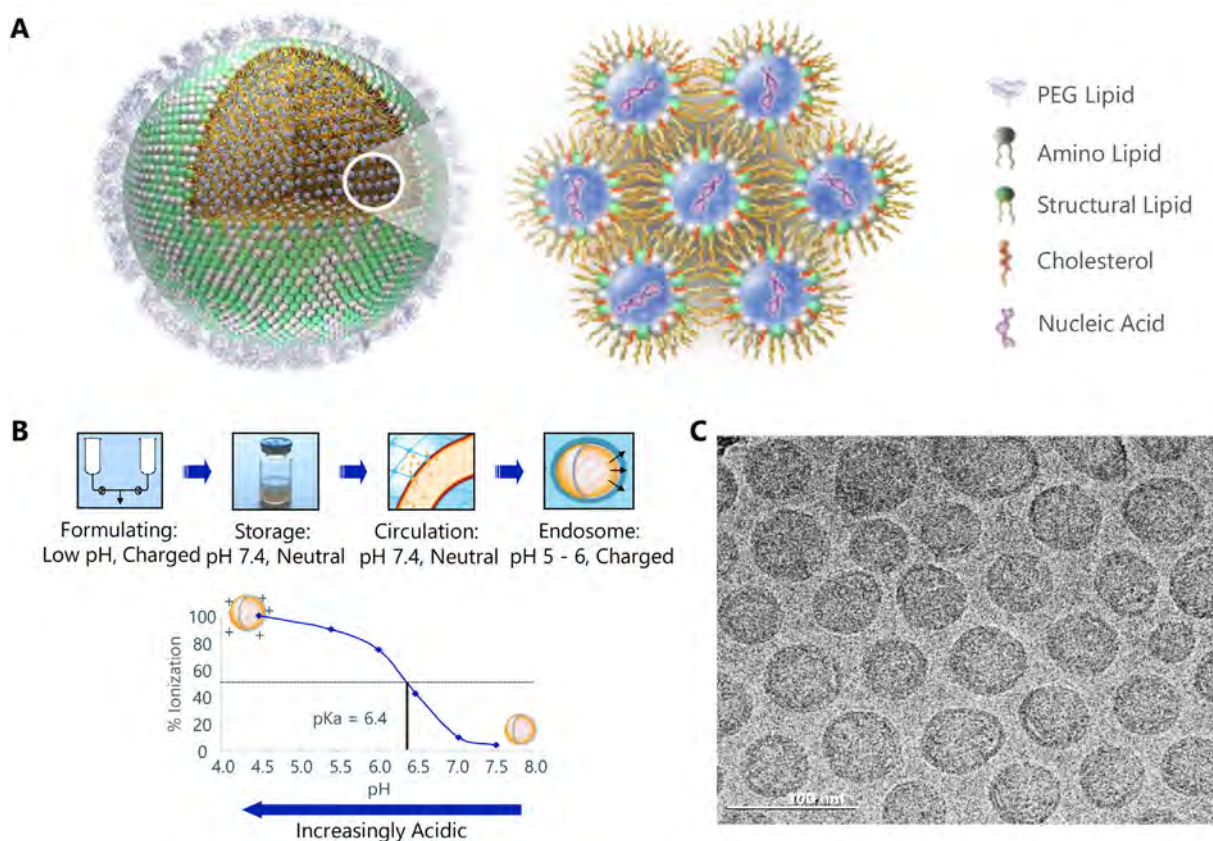 A
PEG Lipid
Amino Lipid
Structural Lipid
Cholesterol
Nucleic Acid
B
Formulating:
Low pH, Charged
Storage:
pH 7.4, Neutral
Circulation:
pH 7.4, Neutral
Endosome:
pH 5 - 6, Charged
% Ionization
100
80
60
40
20
0
pKa = 6.4
4.0 4.5 5.0 5.5 6.0 6.5 7.0 7.5 8.0
pH
Increasingly Acidic
C
100 nm